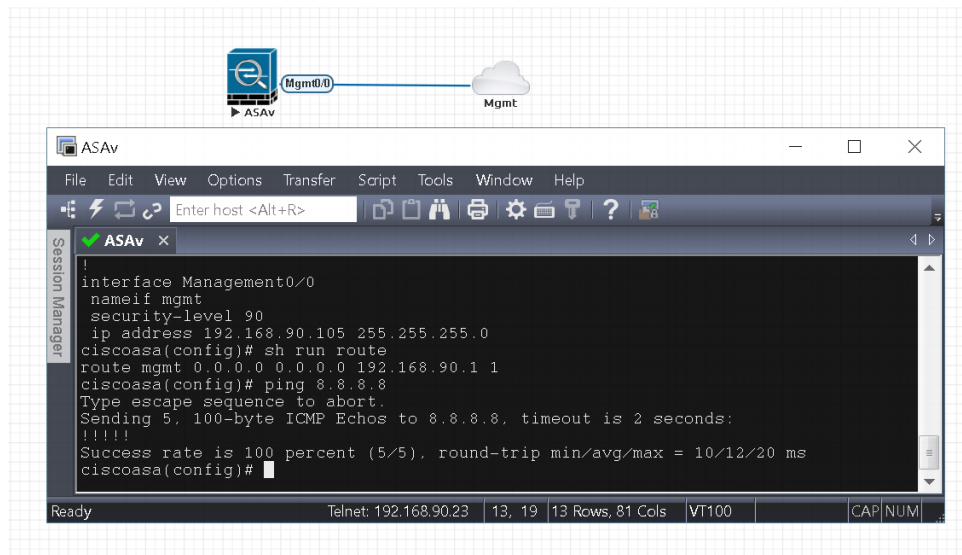 Mgmt0/0
ASAv
Mgmt
ASAv
File Edit View Options Transfer Script Tools Window Help
Enter host <Alt+R>
Session Manager
ASAv
!
interface Management0/0
nameif mgmt
security-level 90
ip address 192.168.90.105 255.255.255.0
ciscoasa(config)# sh run route
route mgmt 0.0.0.0 0.0.0.0 192.168.90.1 1
ciscoasa(config)# ping 8.8.8.8
Type escape sequence to abort.
Sending 5, 100-byte ICMP Echos to 8.8.8.8, timeout is 2 seconds:
!!!!!
Success rate is 100 percent (5/5), round-trip min/avg/max = 10/12/20 ms
ciscoasa(config)#
Ready Telnet: 192.168.90.23 13, 19 13 Rows, 81 Cols VT100 CAP NUM